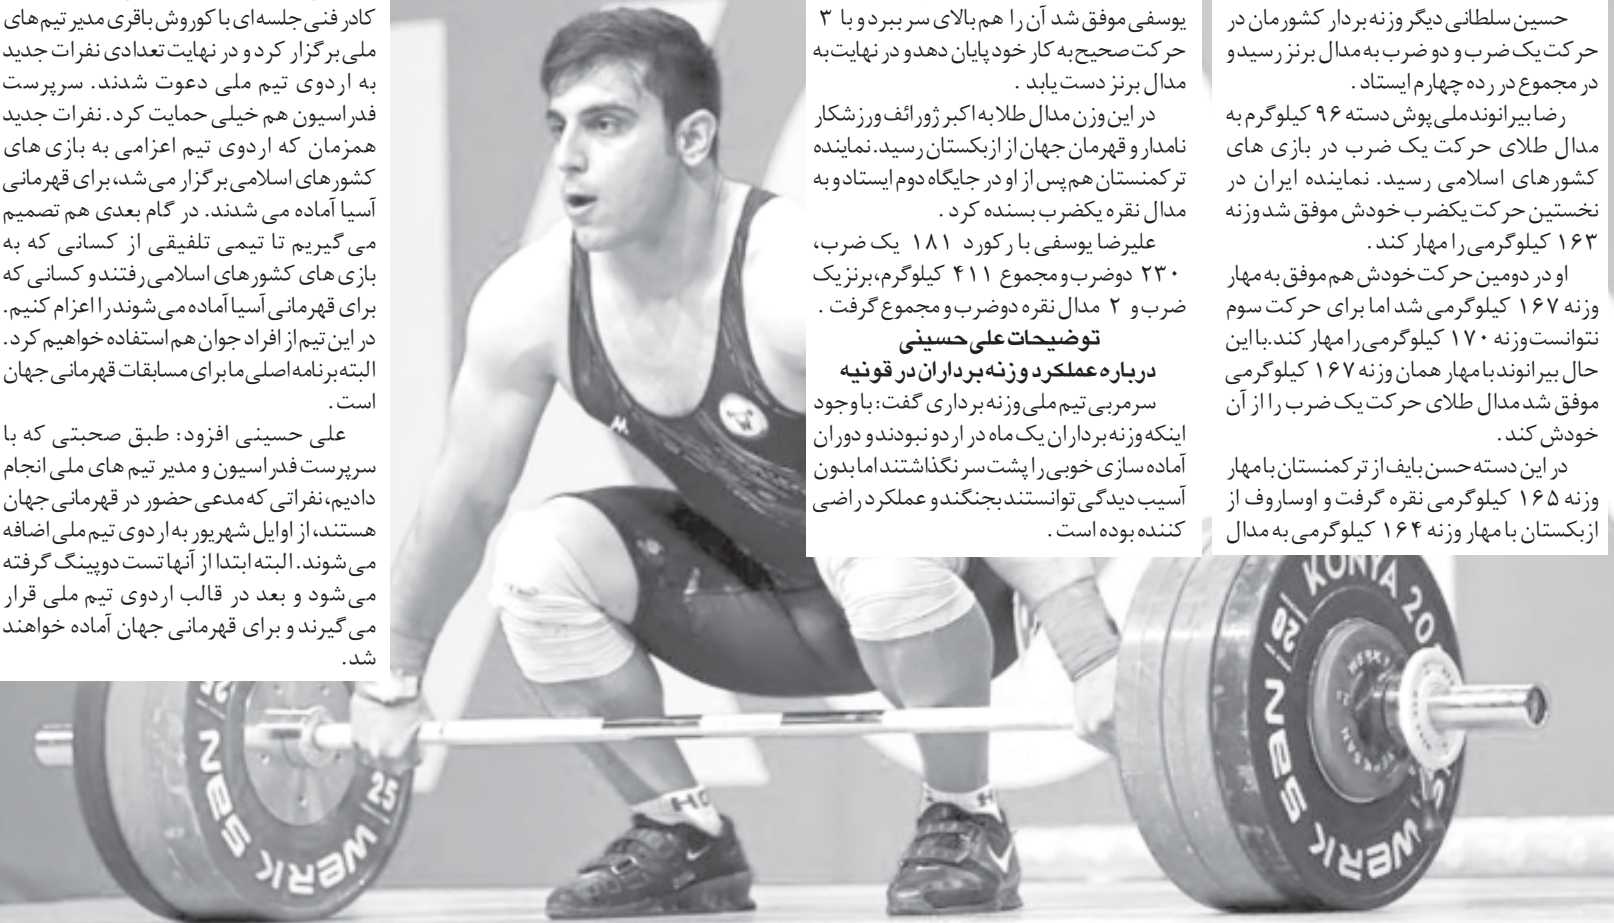 حسین سلطانی دیگر وزنه بردار کشورمان در
حرکت یک ضرب و دو ضرب به مدال برنز رسید و
در مجموع در رده چهارم ایستاد.
رضا بیرانوند ملی پوش دسته ۹۶ کیلوگرم به
مدال طلای حرکت یک ضرب در بازی های
کشورهای اسلامی رسید. نماینده ایران در
نخستین حرکت یکضرب خودش موفق شد وزنه
۱۶۳ کیلوگرمی را مهار کند.
او در دومین حرکت خودش هم موفق به مهار
وزنه ۱۶۷ کیلوگرمی شد اما برای حرکت سوم
نتوانست وزنه ۱۷۰ کیلوگرمی را مهار کند. با این
حال بیرانوند با مهار همان وزنه ۱۶۷ کیلوگرمی
موفق شد مدال طلای حرکت یک ضرب را از آن
خودش کند.
در این دسته حسن بایف از ترکمنستان با مهار
وزنه ۱۶۵ کیلوگرمی نقره گرفت و اوساروف از
ازبکستان با مهار وزنه ۱۶۴ کیلوگرمی به مدال
یوسفی موفق شد آن را هم بالای سر ببرد و با ۳
حرکت صحیح به کار خود پایان دهد و در نهایت به
مدال برنز دست یابد .
در این وزن مدال طلا به اکبر ژورائف ورزشکار
نامدار و قهرمان جهان از ازبکستان رسید. نماینده
ترکمنستان هم پس از او در جایگاه دوم ایستاد و به
مدال نقره یکضرب بسنده کرد .
علیرضا یوسفی با رکورد ۱۸۱ یک ضرب،
۲۳۰ دوضرب و مجموع ۴۱۱ کیلوگرم، برنز یک
ضرب و ۲ مدال نقره دوضرب و مجموع گرفت .
توضیحات علی حسینی
درباره عملکرد وزنه برداران در قونیه
سرمربی تیم ملی وزنه برداری گفت: با وجود
اینکه وزنه برداران یک ماه در اردو نبودند و دوران
آماده سازی خوبی را پشت سر نگذاشتند اما بدون
آسیب دیدگی توانستند بجنگند و عملکرد راضی
کننده بوده است .
کادر فنی جلسه ای با کوروش باقری مدیر تیم های
ملی برگزار کرد و در نهایت تعدادی نفرات جدید
به اردوی تیم ملی دعوت شدند. سرپرست
فدراسیون هم خیلی حمایت کرد. نفرات جدید
همزمان که اردوی تیم اعزامی به بازی های
کشورهای اسلامی برگزار می شد، برای قهرمانی
آسیا آماده می شدند. در گام بعدی هم تصمیم
می گیریم تا تیمی تلفیقی از کسانی که به
بازی های کشورهای اسلامی رفتند و کسانی که
برای قهرمانی آسیا آماده می شوند را اعزام کنیم.
در این تیم از افراد جوان هم استفاده خواهیم کرد.
البته برنامه اصلی ما برای مسابقات قهرمانی جهان
است.
علی حسینی افزود: طبق صحبتی که با
سرپرست فدراسیون و مدیر تیم های ملی انجام
دادیم، نفراتی که مدعی حضور در قهرمانی جهان
هستند، از اوایل شهریور به اردوی تیم ملی اضافه
می شوند. البته ابتدا از آنها تست دوپینگ گرفته
می شود و بعد در قالب اردوی تیم ملی قرار
می گیرند و برای قهرمانی جهان آماده خواهند
شد.
KONYA 20
WERK SEN
25
WERK SEN